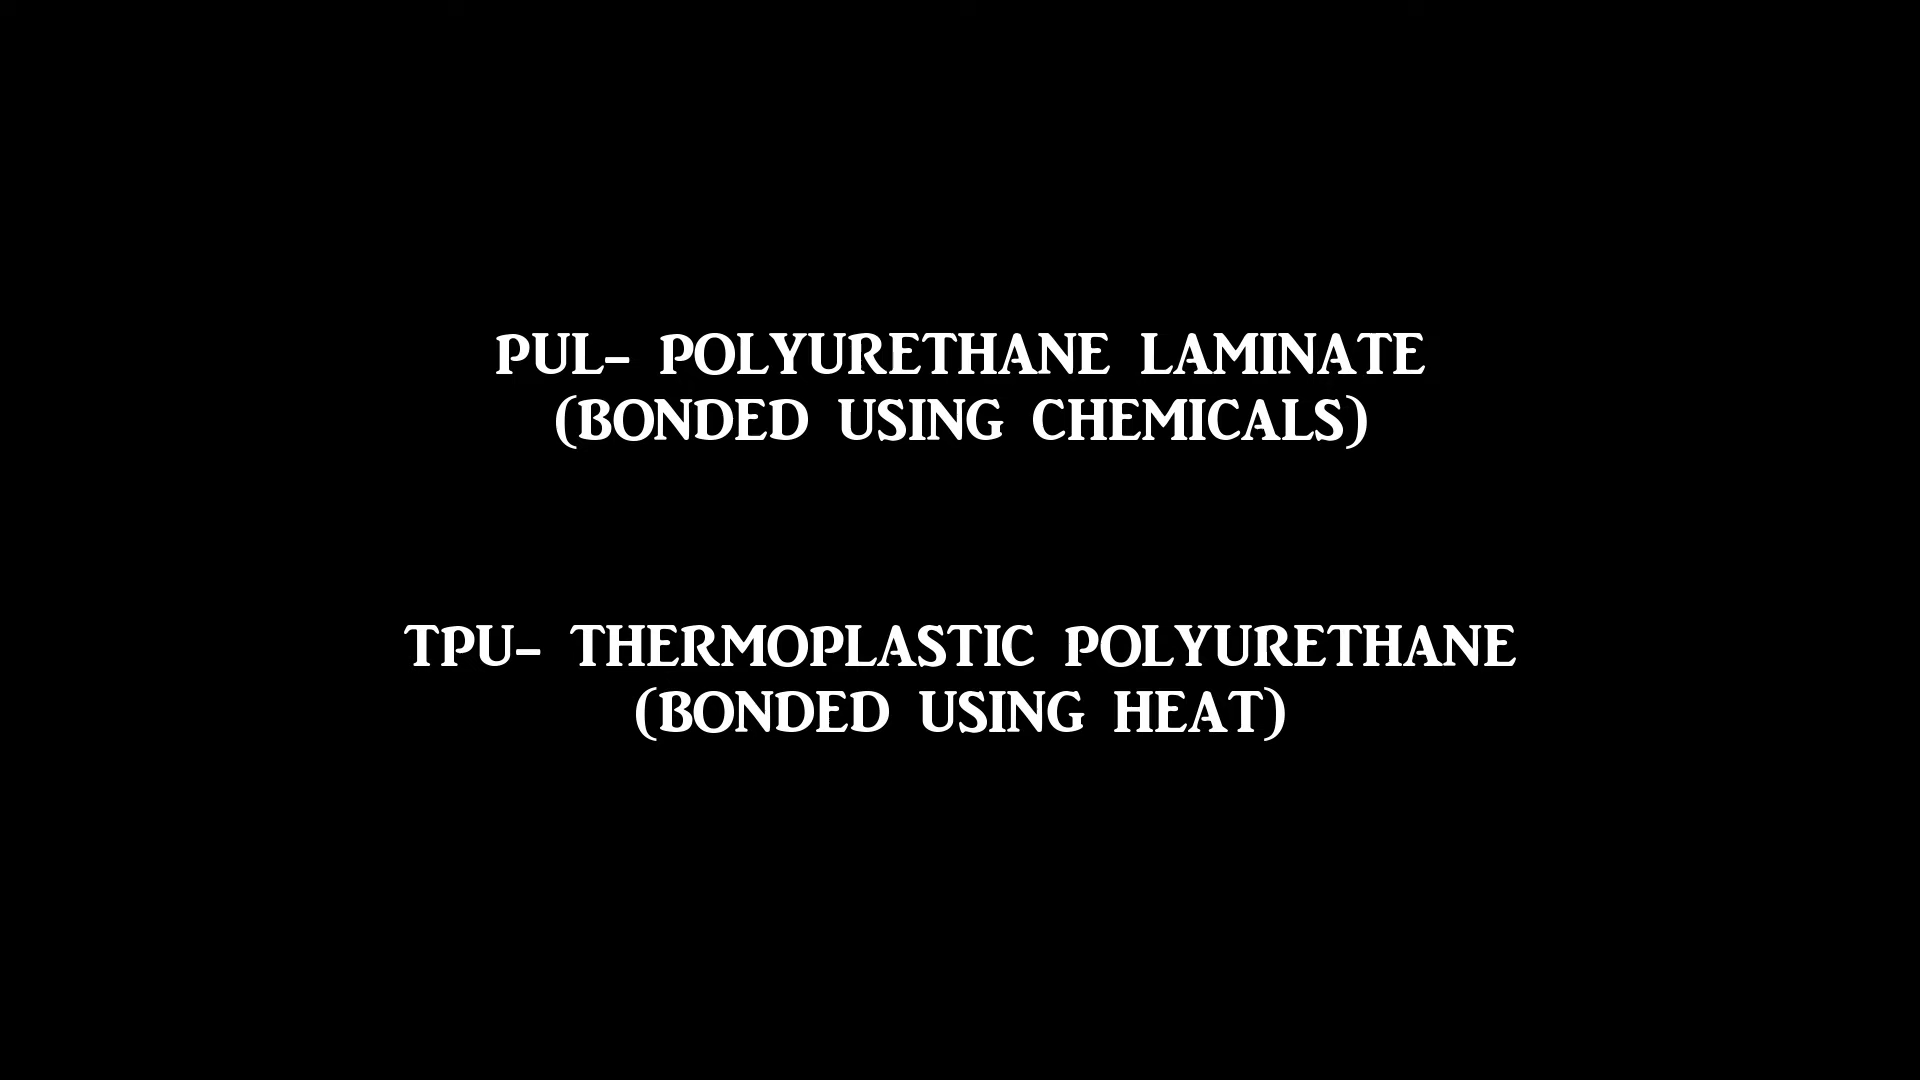 PUL- POLYURETHANE LAMINATE
(BONDED USING CHEMICALS)
TPU- THERMOPLASTIC POLYURETHANE
(BONDED USING HEAT)